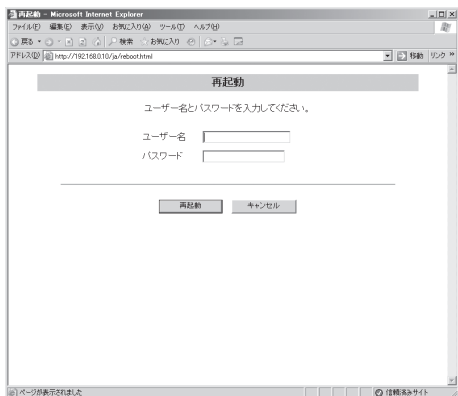 再起動 - Microsoft Internet Explorer
ファイル(F) 編集(E) 表示(V) お気に入り(A) ツール(T) ヘルプ(H)
戻る 検索 お気に入り
アドレス(D) http://192.168.0.10/ja/reboot.html 移動 リンク »
再起動
ユーザー名とパスワードを入力してください。
ユーザー名
パスワード
再起動 キャンセル
ページが表示されました 信頼済みサイト